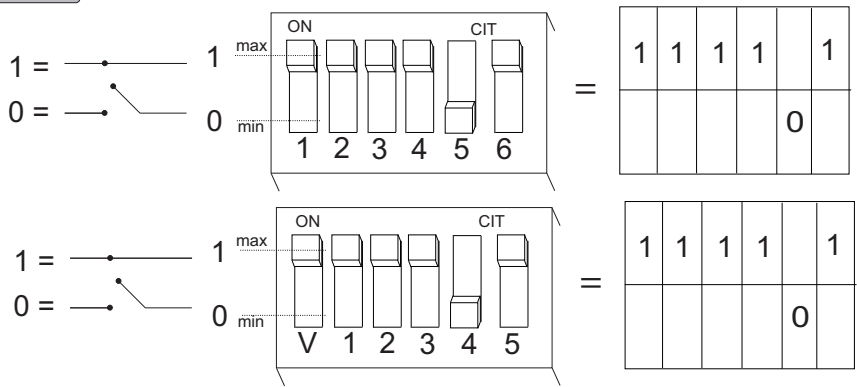 ON CIT
1 = 1 max
0 = 0 min
1 2 3 4 5 6
=
1 1 1 1 1
0
ON CIT
1 = 1 max
0 = 0 min
V 1 2 3 4 5
=
1 1 1 1 1
0